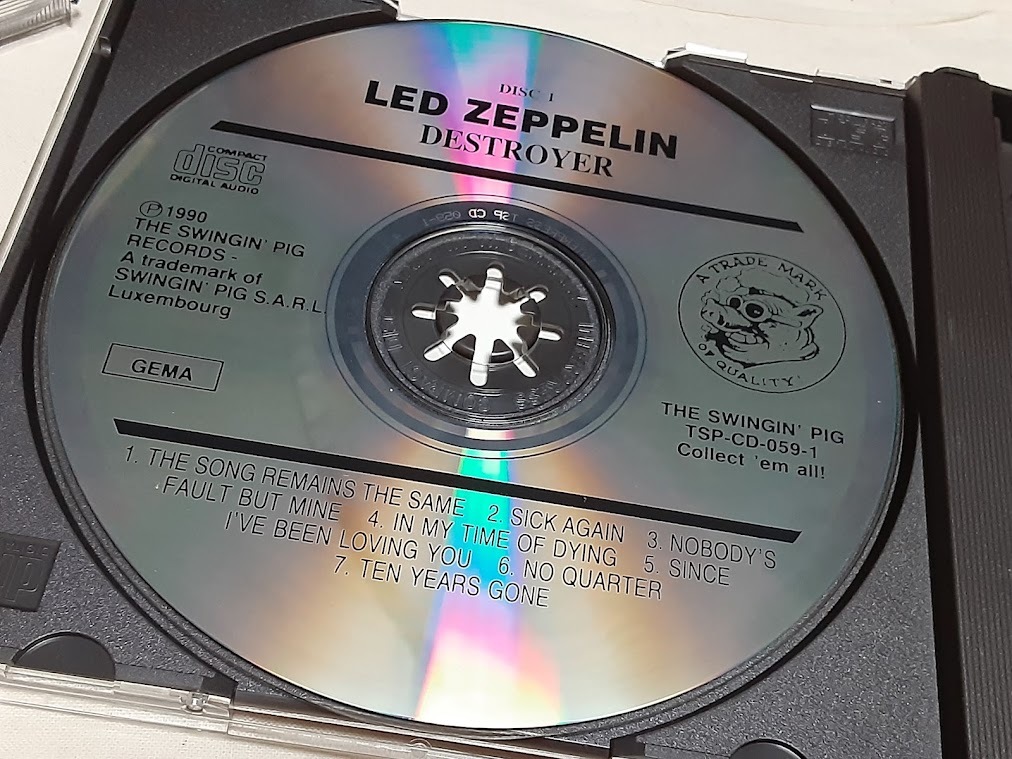 DISC 1
LED ZEPPELIN
DESTROYER
COMPACT
disc
DIGITAL AUDIO
Ⓟ 1990
THE SWINGIN' PIG
RECORDS -
A trademark of
SWINGIN' PIG S.A.R.L.
Luxembourg
GEMA
TSP CD
A TRADE MARK
OF QUALITY
THE SWINGIN' PIG
TSP-CD-059-1
Collect 'em all!
1. THE SONG REMAINS THE SAME 2. SICK AGAIN 3. NOBODY'S
FAULT BUT MINE 4. IN MY TIME OF DYING 5. SINCE
I'VE BEEN LOVING YOU 6. NO QUARTER
7. TEN YEARS GONE